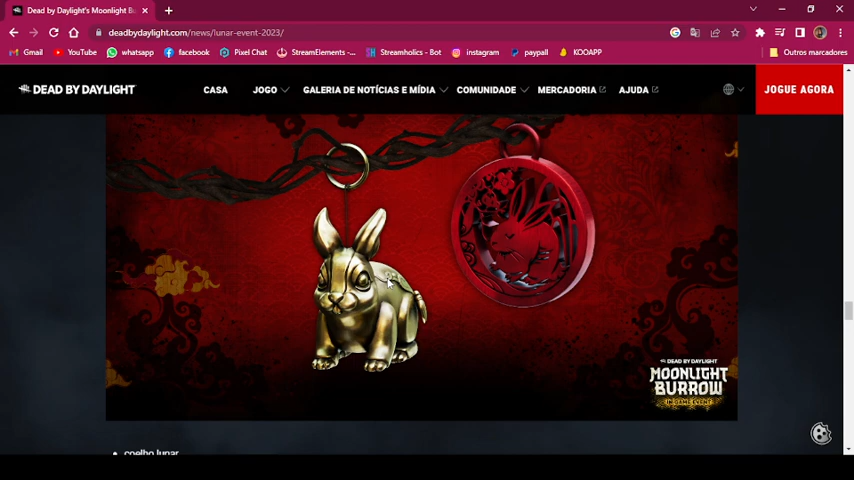 Dead by Daylight's Moonlight Bu
deadbydaylight.com/news/lunar-event-2023/
Gmail YouTube whatsapp facebook Pixel Chat StreamElements -... Streamholics - Bot instagram paypall KOOAPP Outros marcadores
DEAD BY DAYLIGHT CASA JOGO GALERIA DE NOTÍCIAS E MÍDIA COMUNIDADE MERCADORIA AJUDA JOGUE AGORA
DEAD BY DAYLIGHT
MOONLIGHT
BURROW
IN-GAME EVENT
coelho lunar